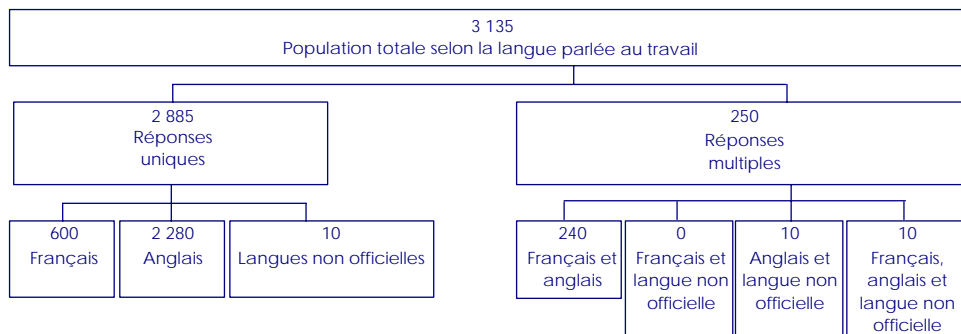 3 135
Population totale selon la langue parlée au travail
2 885
Réponses
uniques
250
Réponses
multiples
600
Français
2 280
Anglais
10
Langues non officielles
240
Français et
anglais
0
Français et
langue non
officielle
10
Anglais et
langue non
officielle
10
Français,
anglais et
langue non
officielle